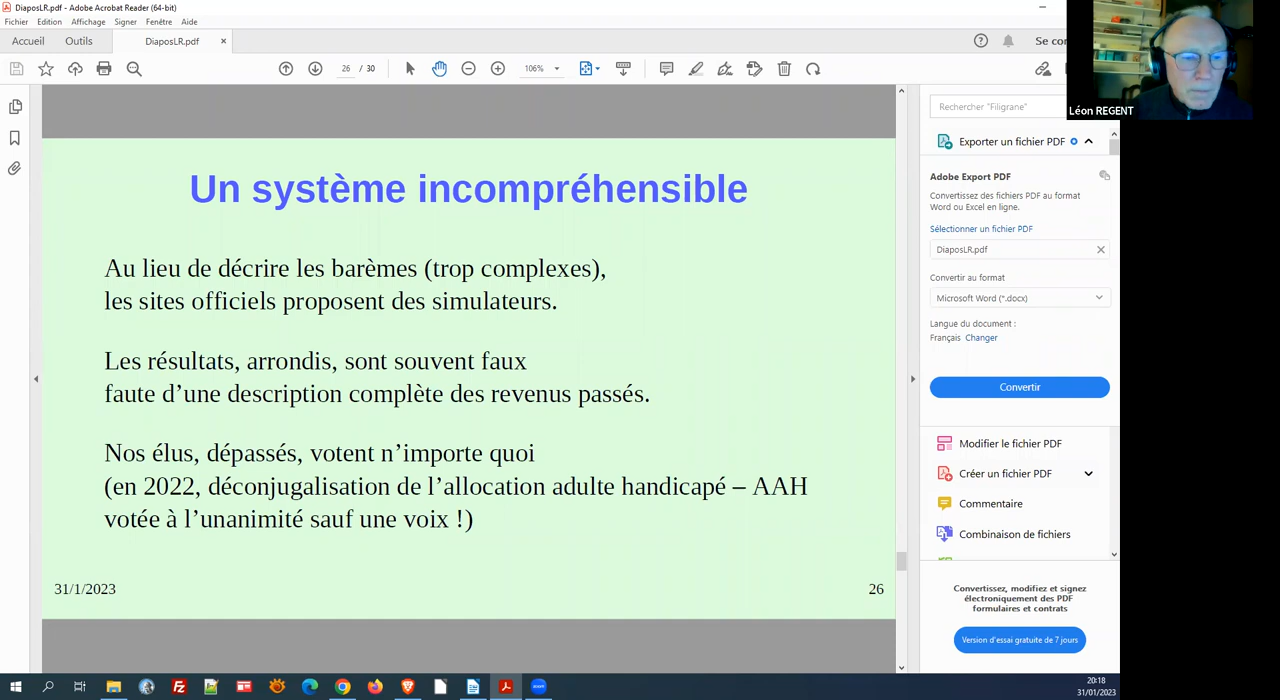 DiaposLR.pdf - Adobe Acrobat Reader (64-bit)
Fichier Edition Affichage Signer Fenêtre Aide
Accueil Outils DiaposLR.pdf × Se co
26 / 30 106%
Léon REGENT
Rechercher "Filigrane"
Exporter un fichier PDF
Adobe Export PDF
Convertissez des fichiers PDF au format
Word ou Excel en ligne.
Sélectionner un fichier PDF
DiaposLR.pdf
Convertir au format
Microsoft Word (*.docx)
Langue du document :
Français Changer
Convertir
Modifier le fichier PDF
Créer un fichier PDF
Commentaire
Combinaison de fichiers
Convertissez, modifiez et signez
électroniquement des PDF
formulaires et contrats
Version d'essai gratuite de 7 jours
Un système incompréhensible
Au lieu de décrire les barèmes (trop complexes),
les sites officiels proposent des simulateurs.
Les résultats, arrondis, sont souvent faux
faute d’une description complète des revenus passés.
Nos élus, dépassés, votent n’importe quoi
(en 2022, déconjugalisation de l’allocation adulte handicapé – AAH
votée à l’unanimité sauf une voix !)
31/1/2023 26
20:18
31/01/2023